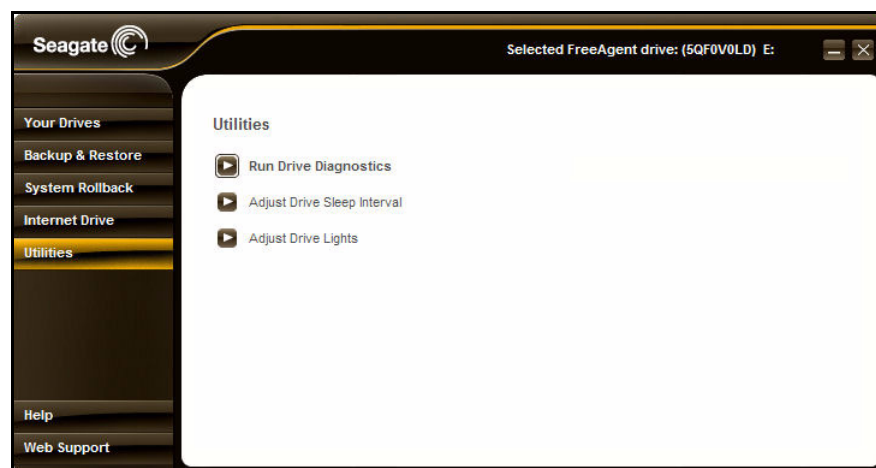 Seagate
Selected FreeAgent drive: (5QF0V0LD) E:
Your Drives
Backup & Restore
System Rollback
Internet Drive
Utilities
Help
Web Support
Utilities
Run Drive Diagnostics
Adjust Drive Sleep Interval
Adjust Drive Lights